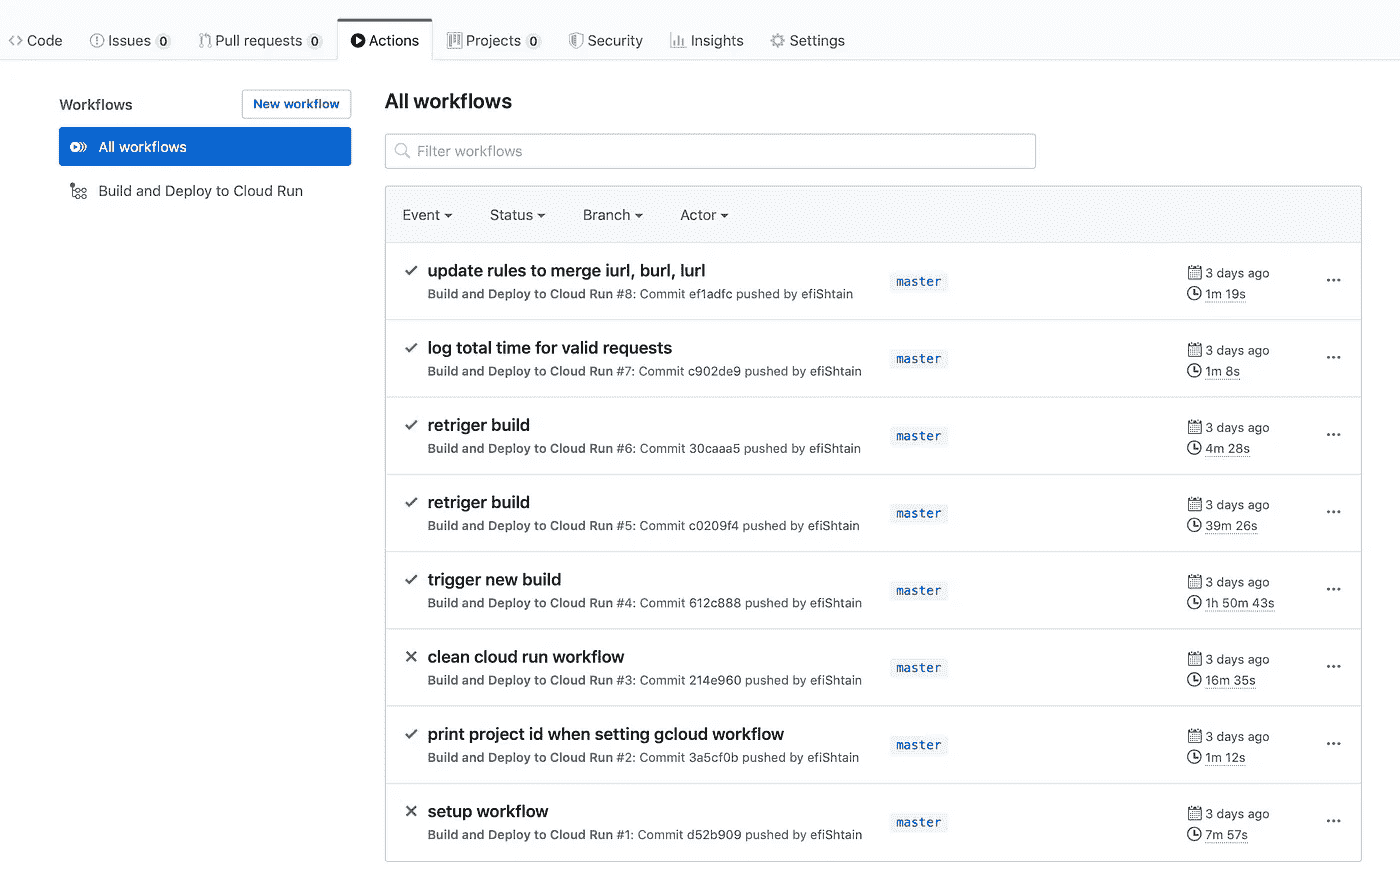 Code Issues 0 Pull requests 0 Actions Projects 0 Security Insights Settings
Workflows
New workflow
All workflows
Build and Deploy to Cloud Run
All workflows
Filter workflows
Event Status Branch Actor
update rules to merge iurl, burl, lurl
Build and Deploy to Cloud Run #8: Commit ef1adfc pushed by efiShtain
master
3 days ago
1m 19s
log total time for valid requests
Build and Deploy to Cloud Run #7: Commit c902de9 pushed by efiShtain
master
3 days ago
1m 8s
retriger build
Build and Deploy to Cloud Run #6: Commit 30caaa5 pushed by efiShtain
master
3 days ago
4m 28s
retriger build
Build and Deploy to Cloud Run #5: Commit c0209f4 pushed by efiShtain
master
3 days ago
39m 26s
trigger new build
Build and Deploy to Cloud Run #4: Commit 612c888 pushed by efiShtain
master
3 days ago
1h 50m 43s
clean cloud run workflow
Build and Deploy to Cloud Run #3: Commit 214e960 pushed by efiShtain
master
3 days ago
16m 35s
print project id when setting gcloud workflow
Build and Deploy to Cloud Run #2: Commit 3a5cf0b pushed by efiShtain
master
3 days ago
1m 12s
setup workflow
Build and Deploy to Cloud Run #1: Commit d52b909 pushed by efiShtain
master
3 days ago
7m 57s